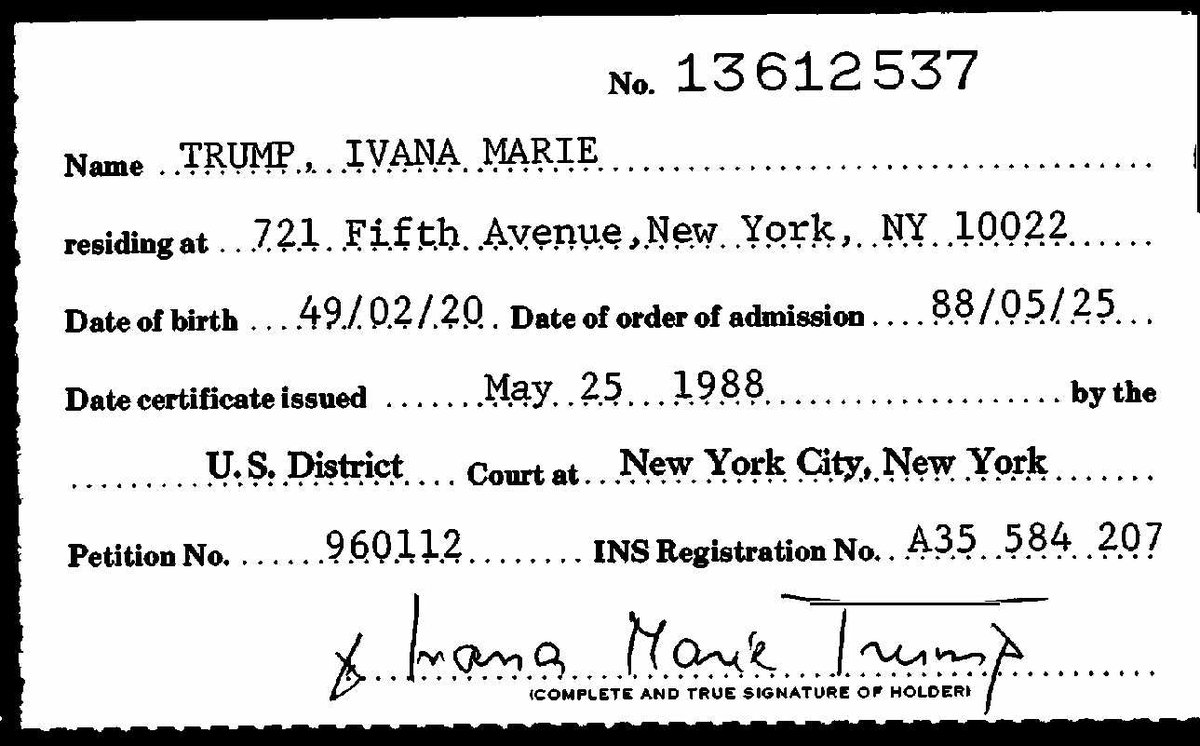 No. 13612537
Name TRUMP, IVANA MARIE
residing at 721 Fifth Avenue, New York, NY 10022
Date of birth 49/02/20 Date of order of admission 88/05/25
Date certificate issued May 25 1988 by the
U.S. District Court at New York City, New York
Petition No. 960112 INS Registration No. A35 584 207
x Ivana Marie Trump
(COMPLETE AND TRUE SIGNATURE OF HOLDER)